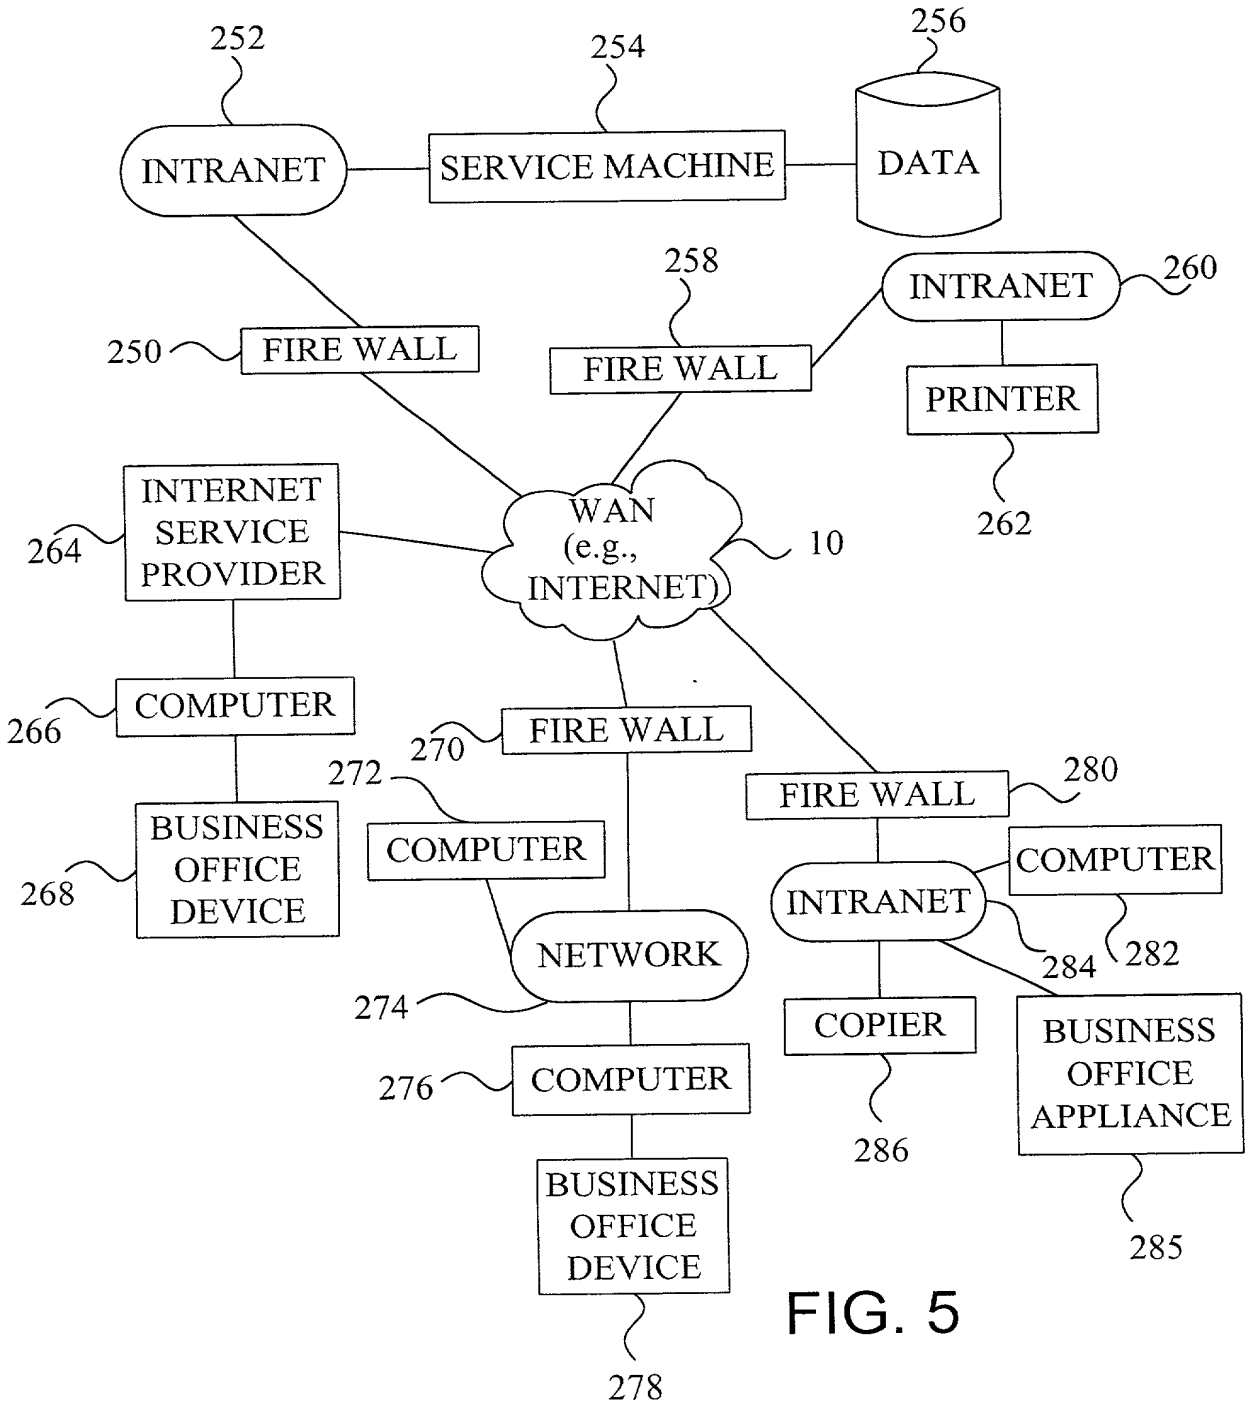 252
254
256
INTRANET
SERVICE MACHINE
DATA
258
INTRANET
260
250
FIRE WALL
FIRE WALL
PRINTER
262
INTERNET
SERVICE
PROVIDER
264
WAN
(e.g.,
INTERNET)
10
COMPUTER
266
FIRE WALL
270
272
FIRE WALL
280
BUSINESS
OFFICE
DEVICE
268
COMPUTER
COMPUTER
282
INTRANET
284
NETWORK
274
COPIER
286
BUSINESS
OFFICE
APPLIANCE
285
COMPUTER
276
BUSINESS
OFFICE
DEVICE
278
FIG. 5